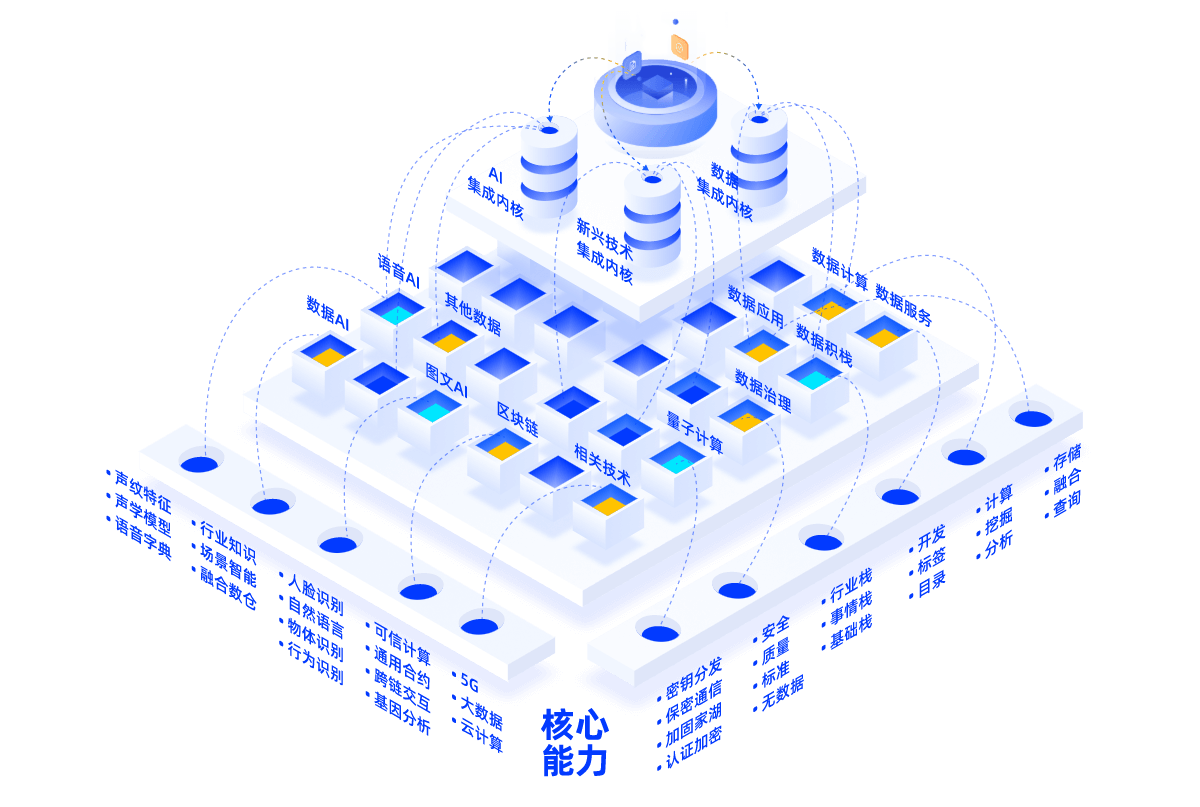 AI
集成内核
新兴技术
集成内核
数据
集成内核
语音AI
数据AI
其他数据
图文AI
区块链
相关技术
数据计算
数据服务
数据应用
数据积栈
数据治理
量子计算
• 声纹特征
• 声学模型
• 语音字典
• 行业知识
• 场景智能
• 融合数仓
• 人脸识别
• 自然语言
• 物体识别
• 行为识别
• 可信计算
• 通用合约
• 跨链交互
• 基因分析
• 5G
• 大数据
• 云计算
核心
能力
• 密钥分发
• 保密通信
• 加固家湖
• 认证加密
• 安全
• 质量
• 标准
• 无数据
• 行业栈
• 事情栈
• 基础栈
• 开发
• 标签
• 目录
• 计算
• 挖掘
• 分析
• 存储
• 融合
• 查询